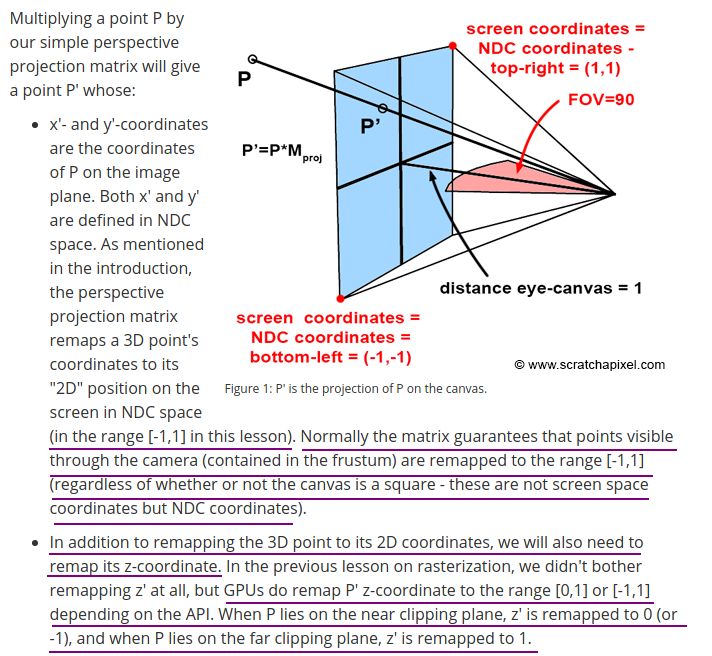 Multiplying a point P by
our simple perspective
projection matrix will give
a point P' whose:
• x'- and y'-coordinates
are the coordinates
of P on the image
plane. Both x' and y'
are defined in NDC
space. As mentioned
in the introduction,
the perspective
projection matrix
remaps a 3D point's
coordinates to its
"2D" position on the
screen in NDC space
screen coordinates =
NDC coordinates -
top-right = (1,1)
FOV=90
P
P'
P'=P*Mproj
distance eye-canvas = 1
screen coordinates =
NDC coordinates =
bottom-left = (-1,-1)
© www.scratchapixel.com
Figure 1: P' is the projection of P on the canvas.
(in the range [-1,1] in this lesson). Normally the matrix guarantees that points visible
through the camera (contained in the frustum) are remapped to the range [-1,1]
(regardless of whether or not the canvas is a square - these are not screen space
coordinates but NDC coordinates).
• In addition to remapping the 3D point to its 2D coordinates, we will also need to
remap its z-coordinate. In the previous lesson on rasterization, we didn't bother
remapping z' at all, but GPUs do remap P' z-coordinate to the range [0,1] or [-1,1]
depending on the API. When P lies on the near clipping plane, z' is remapped to 0 (or
-1), and when P lies on the far clipping plane, z' is remapped to 1.